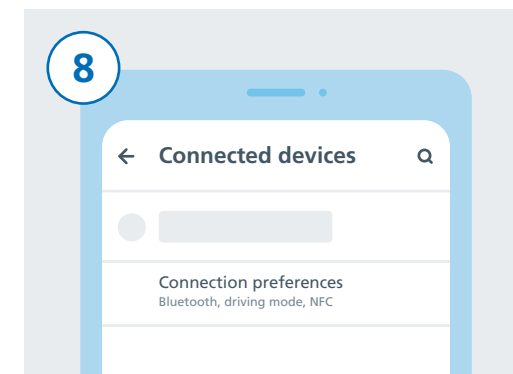 8
Connected devices
Connection preferences
Bluetooth, driving mode, NFC